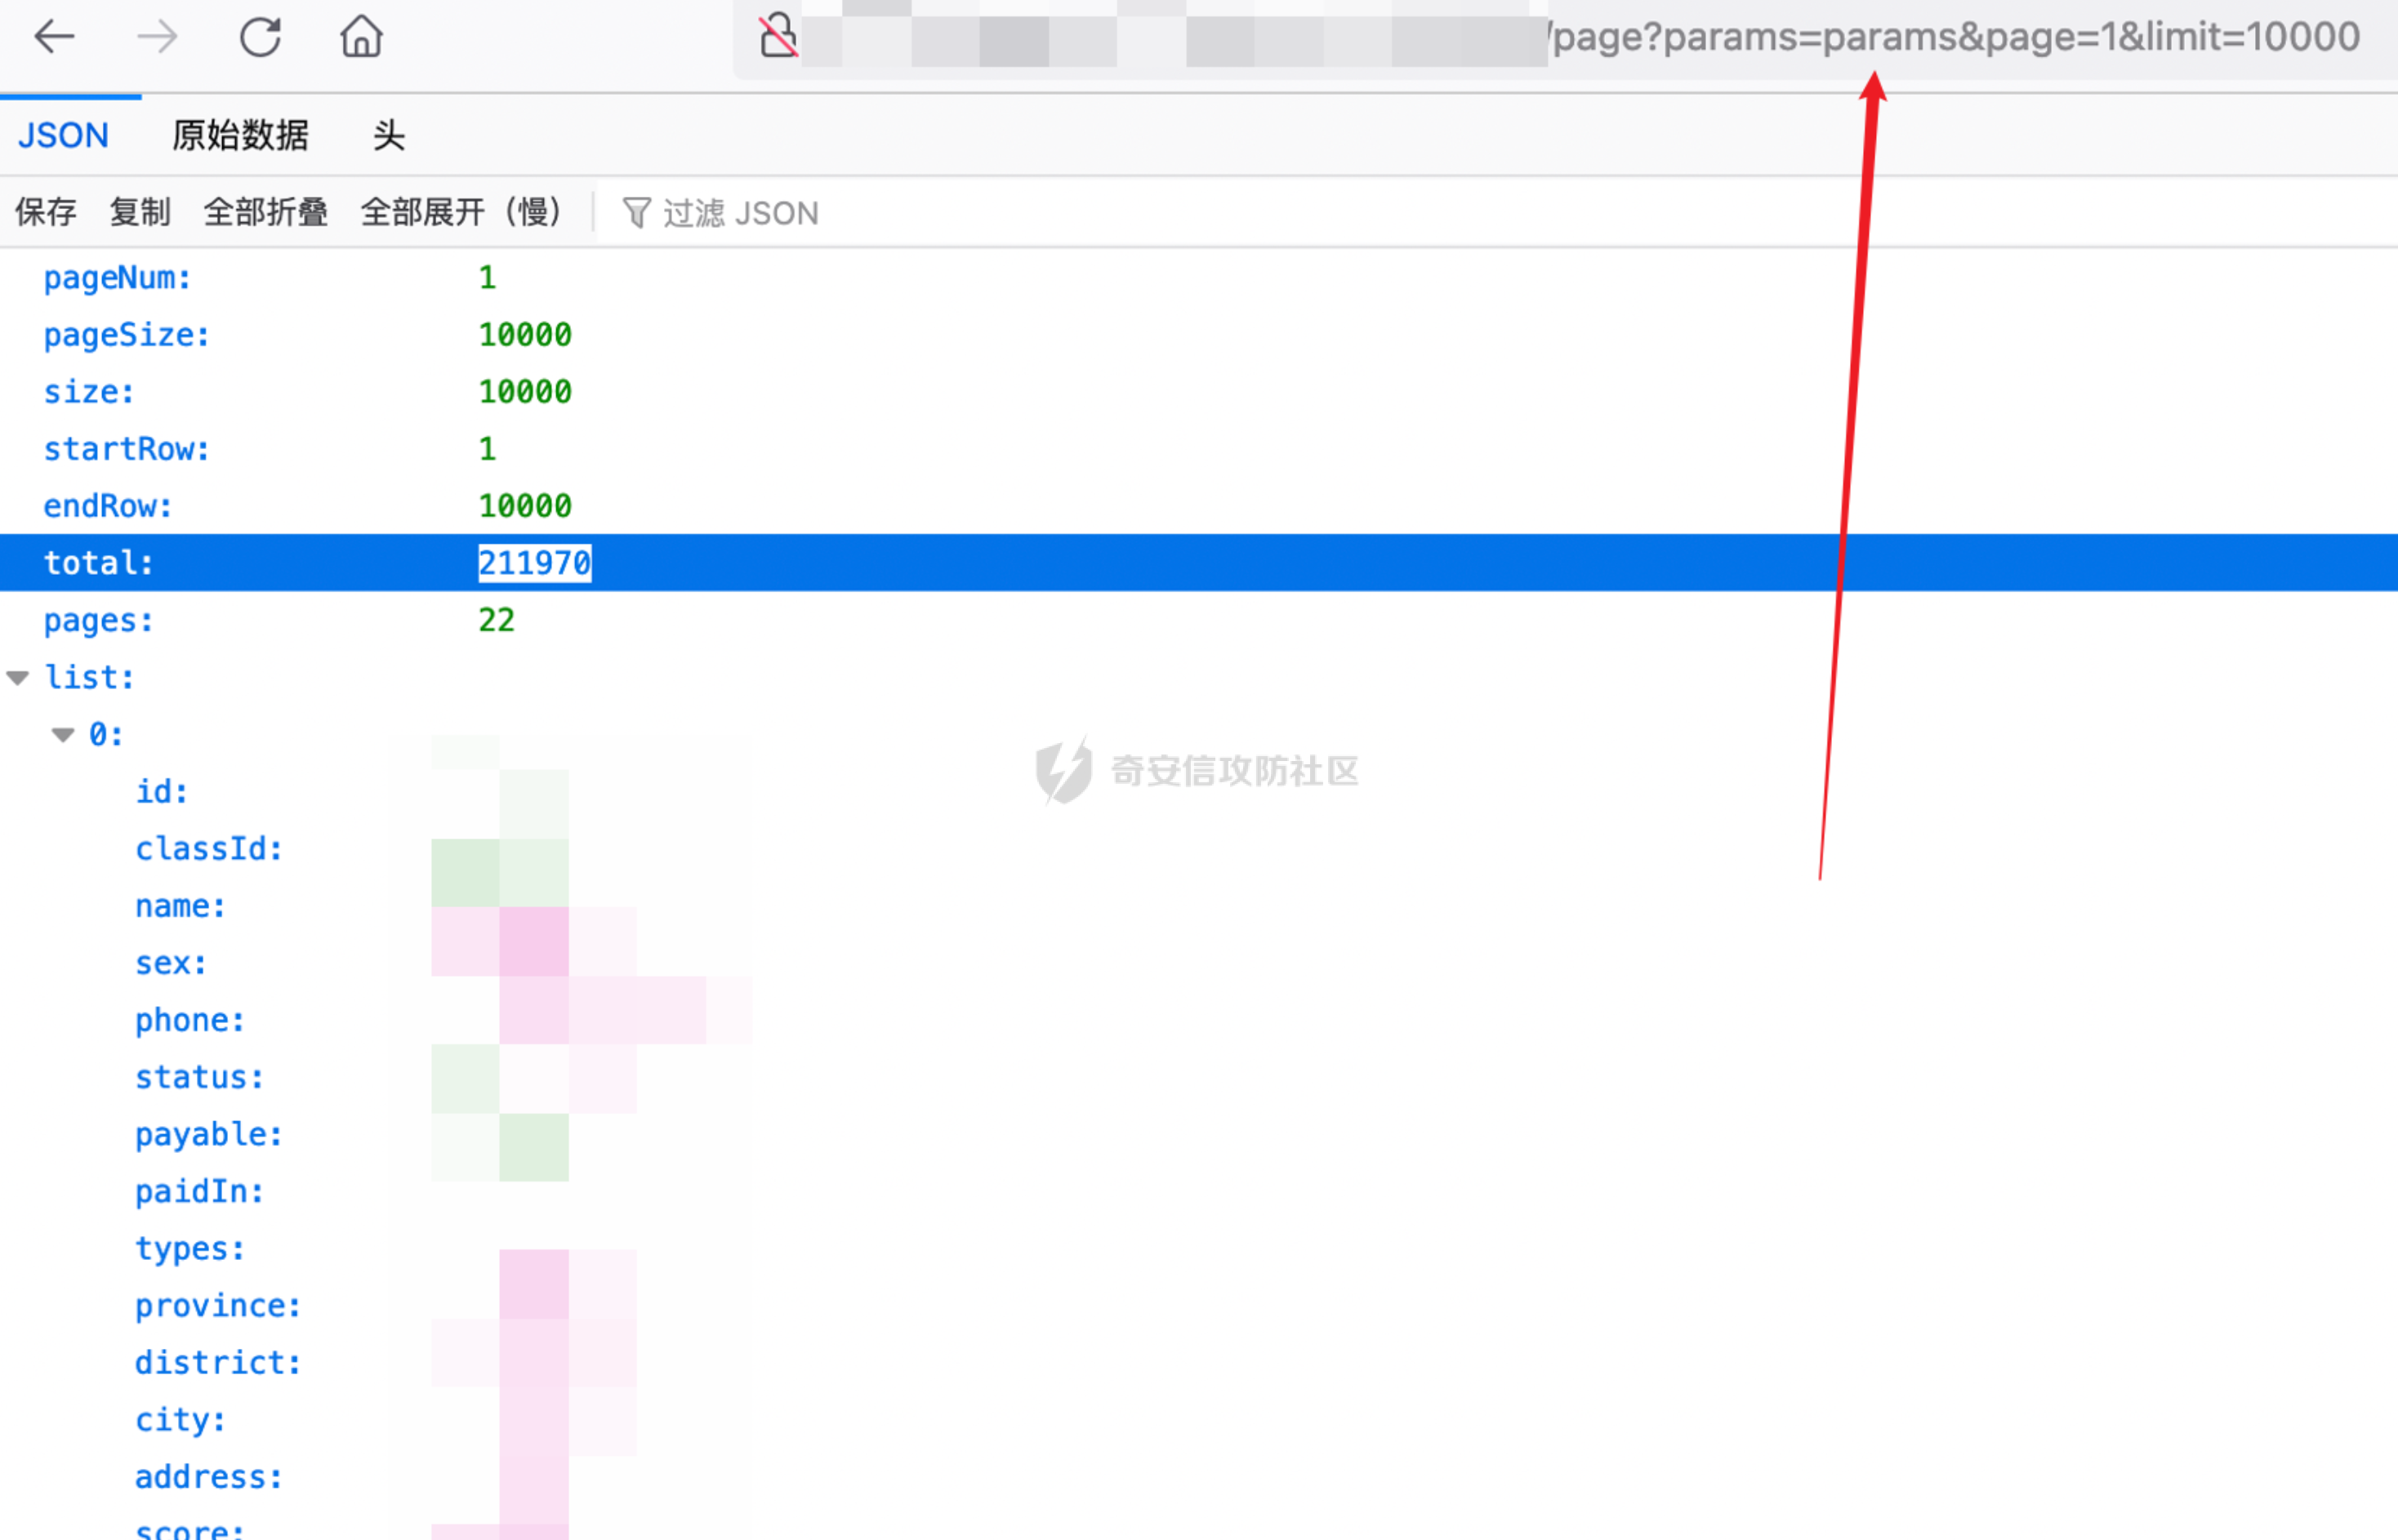 /page?params=params&page=1&limit=10000
JSON 原始数据 头
保存 复制 全部折叠 全部展开（慢） 过滤 JSON
pageNum: 1
pageSize: 10000
size: 10000
startRow: 1
endRow: 10000
total: 211970
pages: 22
list:
0:
奇安信攻防社区
id:
classId:
name:
sex:
phone:
status:
payable:
paidIn:
types:
province:
district:
city:
address:
score: